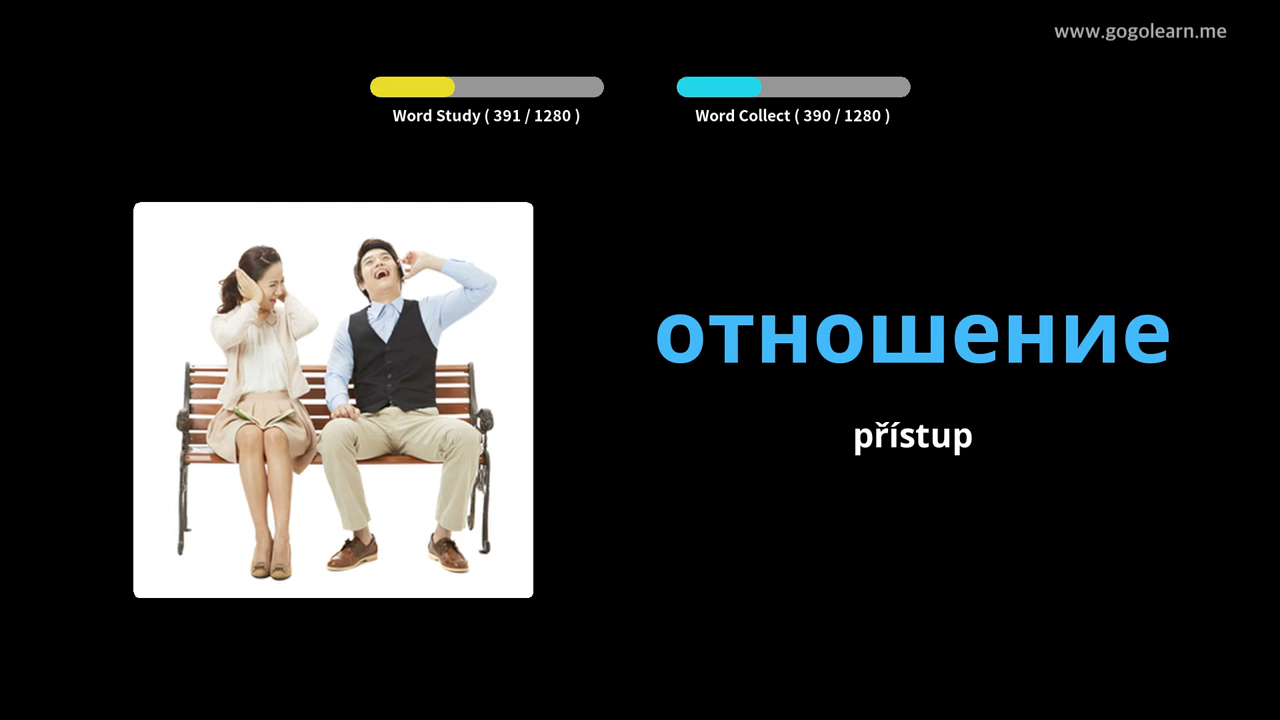 www.gogolearn.me
Word Study ( 391 / 1280 )
Word Collect ( 390 / 1280 )
отношение
přístup